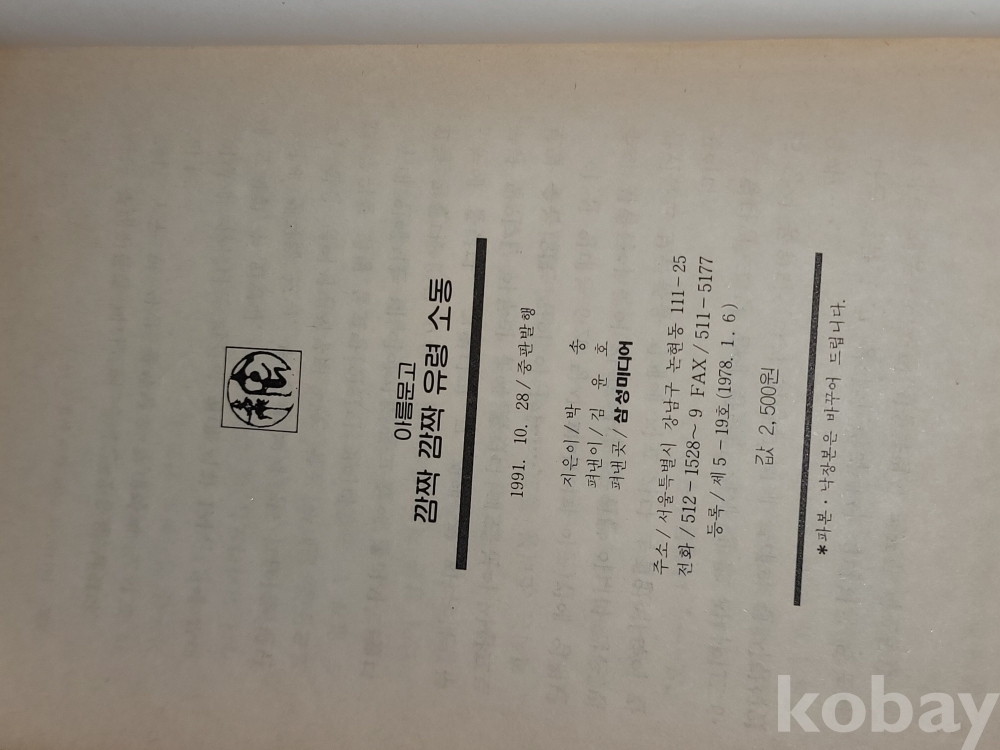 아름문고
깜짝 깜짝 유령 소동
1991. 10. 28/중판발행
지은이/박 송
펴낸이/김 윤 호
펴낸곳/삼성미디어
주소/서울특별시 강남구 논현동 111-25
전화/512-1528~9 FAX/511-5177
등록/제5-19호(1978. 1. 6)
값 2,500원
*파본·낙장본은 바꾸어 드립니다.
kobay